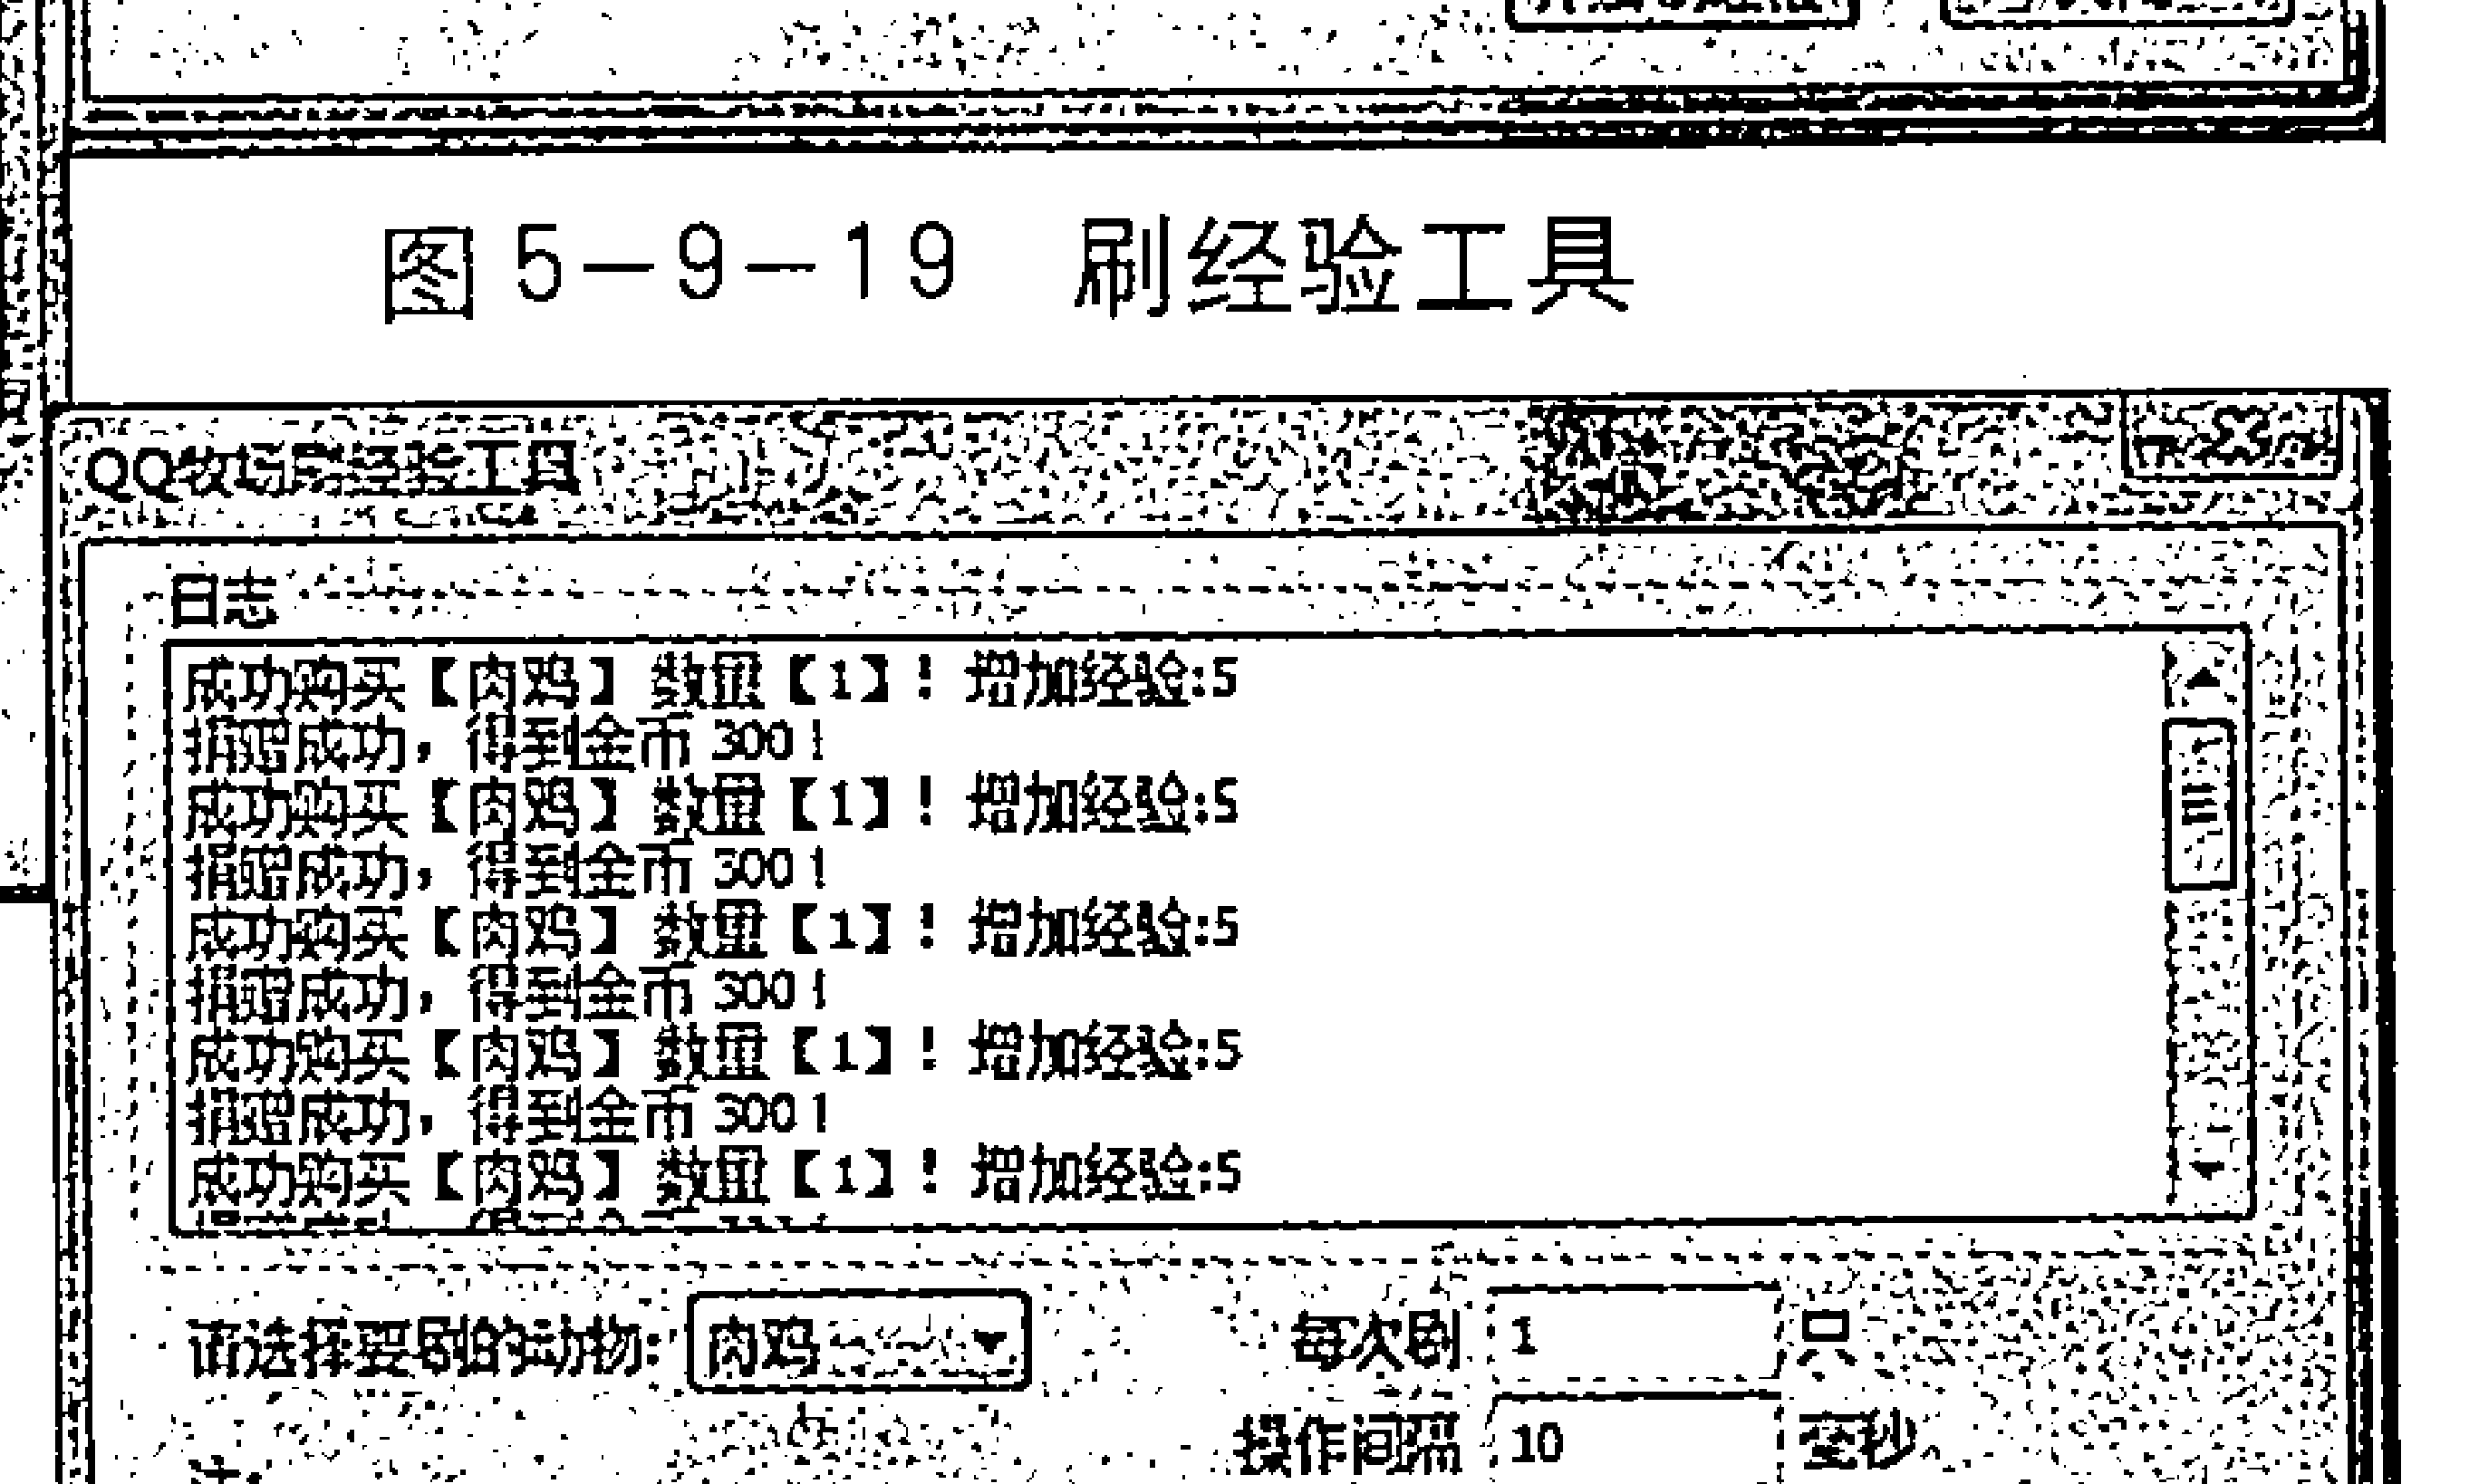 图 5-9-19 刷经验工具
QQ牧场刷经验工具
日志
成功购买【肉鸡】数量【1】! 增加经验:5
捐赠成功, 得到金币 300!
成功购买【肉鸡】数量【1】! 增加经验:5
捐赠成功, 得到金币 300!
成功购买【肉鸡】数量【1】! 增加经验:5
捐赠成功, 得到金币 300!
成功购买【肉鸡】数量【1】! 增加经验:5
捐赠成功, 得到金币 300!
成功购买【肉鸡】数量【1】! 增加经验:5
请选择要刷的动物: 肉鸡 每次刷 1 只
操作间隔 10 毫秒